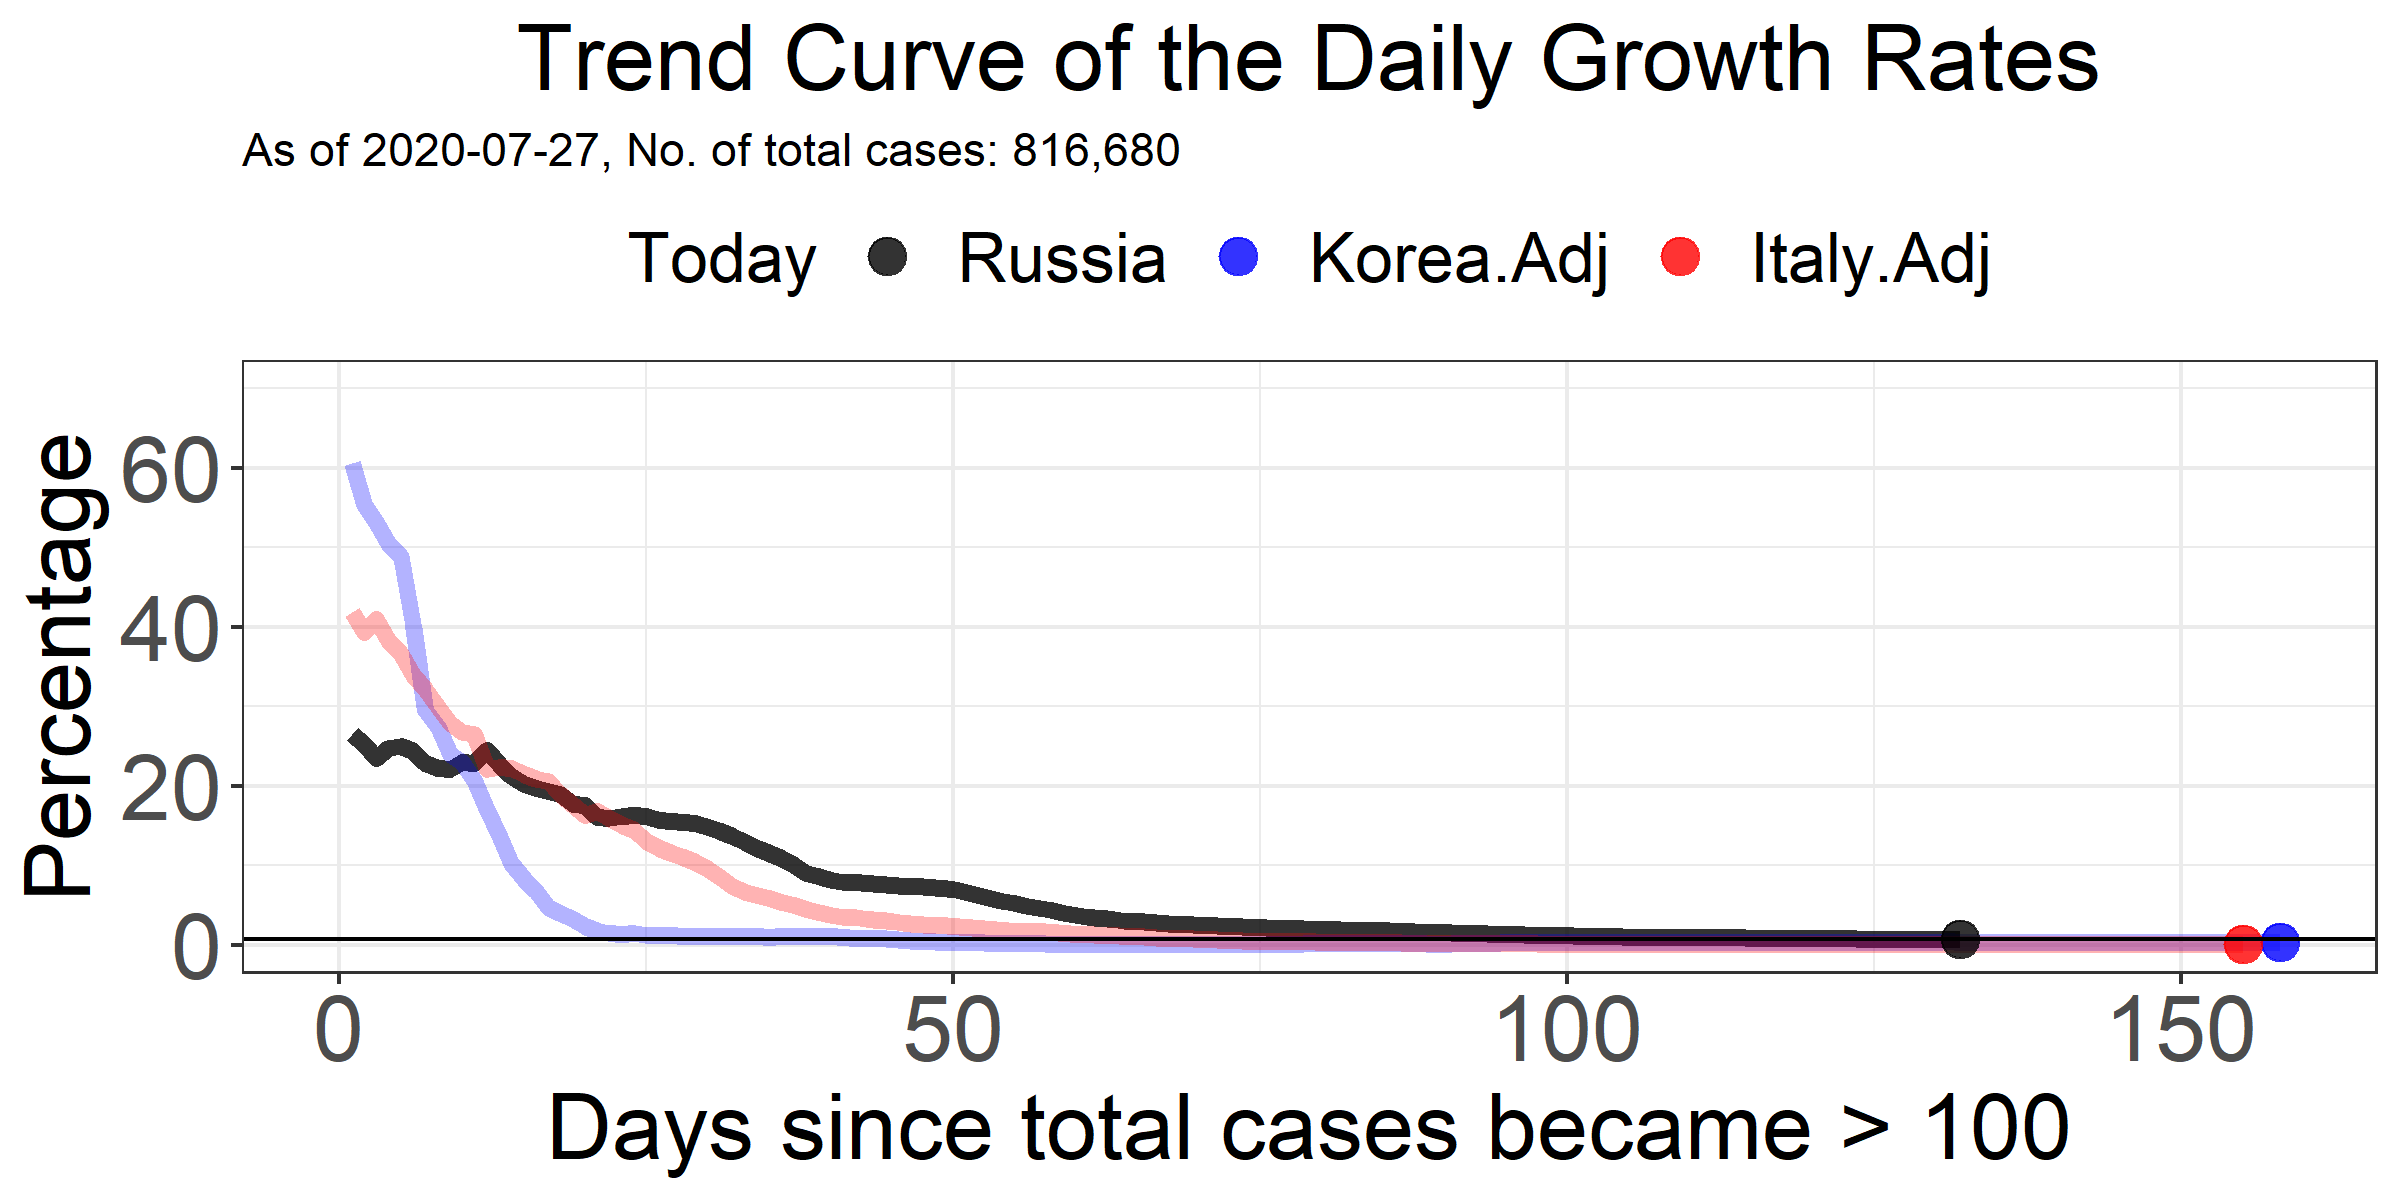 Trend Curve of the Daily Growth Rates
As of 2020-07-27, No. of total cases: 816,680
Today Russia Korea.Adj Italy.Adj
Percentage
60
40
20
0
0 50 100 150
Days since total cases became > 100